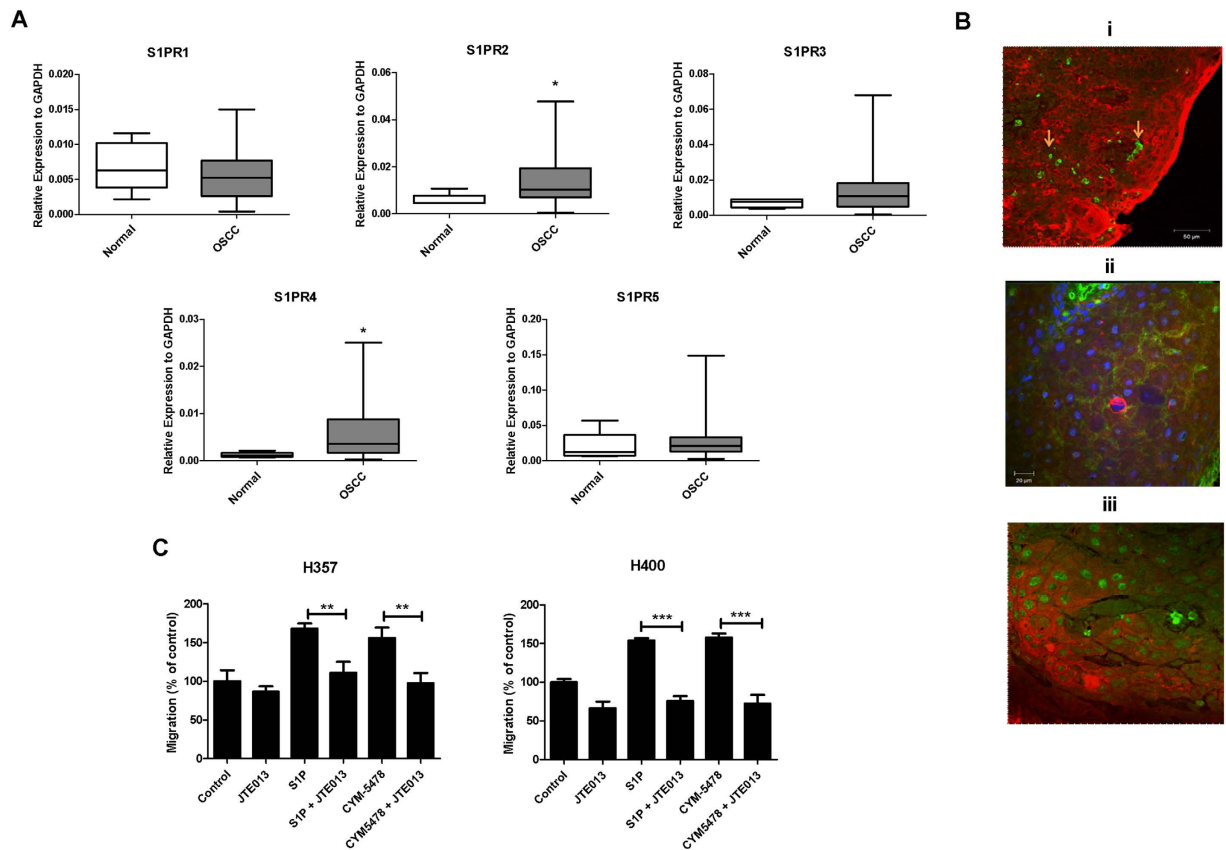 A
S1PR1
Relative Expression to GAPDH
0.020
0.015
0.010
0.005
0.000
Normal
OSCC
S1PR2
Relative Expression to GAPDH
0.06
0.04
0.02
0.00
*
Normal
OSCC
S1PR3
Relative Expression to GAPDH
0.08
0.06
0.04
0.02
0.00
Normal
OSCC
S1PR4
Relative Expression to GAPDH
0.03
0.02
0.01
0.00
*
Normal
OSCC
S1PR5
Relative Expression to GAPDH
0.20
0.15
0.10
0.05
0.00
Normal
OSCC
B
i
50 µm
ii
20 µm
iii
C
H357
Migration (% of control)
200
150
100
50
0
**
**
Control
JTE013
S1P
S1P + JTE013
CYM-5478
CYM5478 + JTE013
H400
Migration (% of control)
200
150
100
50
0
***
***
Control
JTE013
S1P
S1P + JTE013
CYM-5478
CYM5478 + JTE013